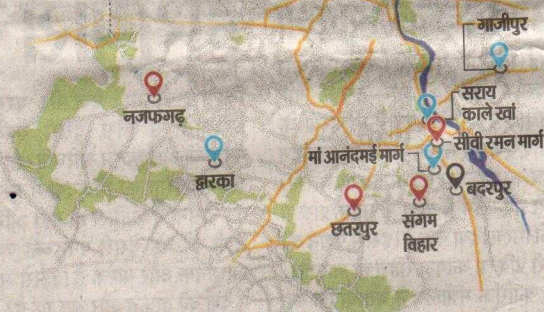 गाजीपुर
सराय
काले खां
नजफगढ़
सीवी रमन मार्ग
मां आनंदमई मार्ग
द्वारका
बदरपुर
छतरपुर
संगम
विहार